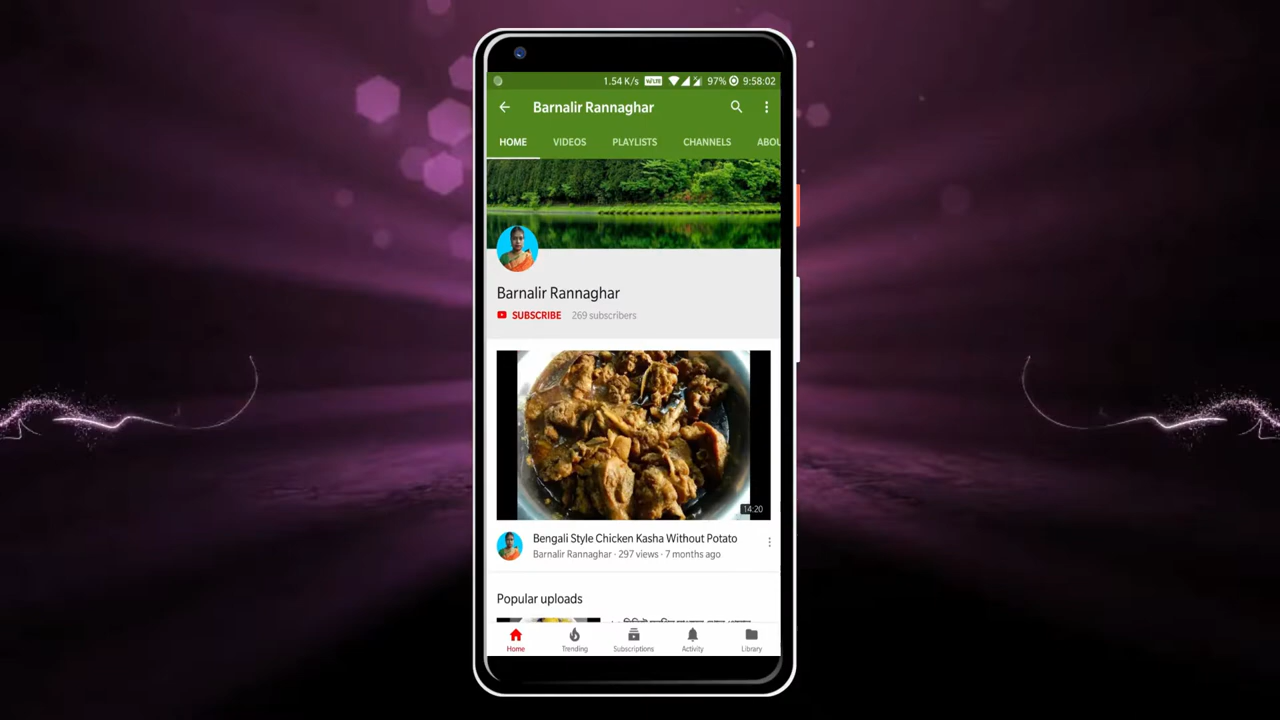 1.54 K/s VoLTE 97% 9:58:02
Barnalir Rannaghar
HOME VIDEOS PLAYLISTS CHANNELS ABOU
Barnalir Rannaghar
SUBSCRIBE 269 subscribers
14:20
Bengali Style Chicken Kasha Without Potato
Barnalir Rannaghar · 297 views · 7 months ago
Popular uploads
Home Trending Subscriptions Activity Library